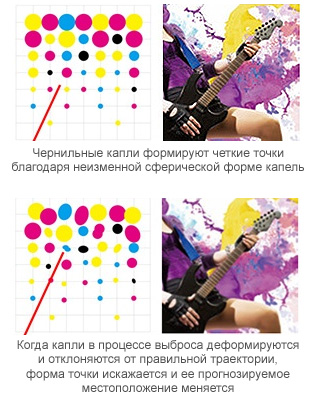 Чернильные капли формируют четкие точки
благодаря неизменной сферической форме капель
Когда капли в процессе выброса деформируются
и отклоняются от правильной траектории,
форма точки искажается и ее прогнозируемое
местоположение меняется